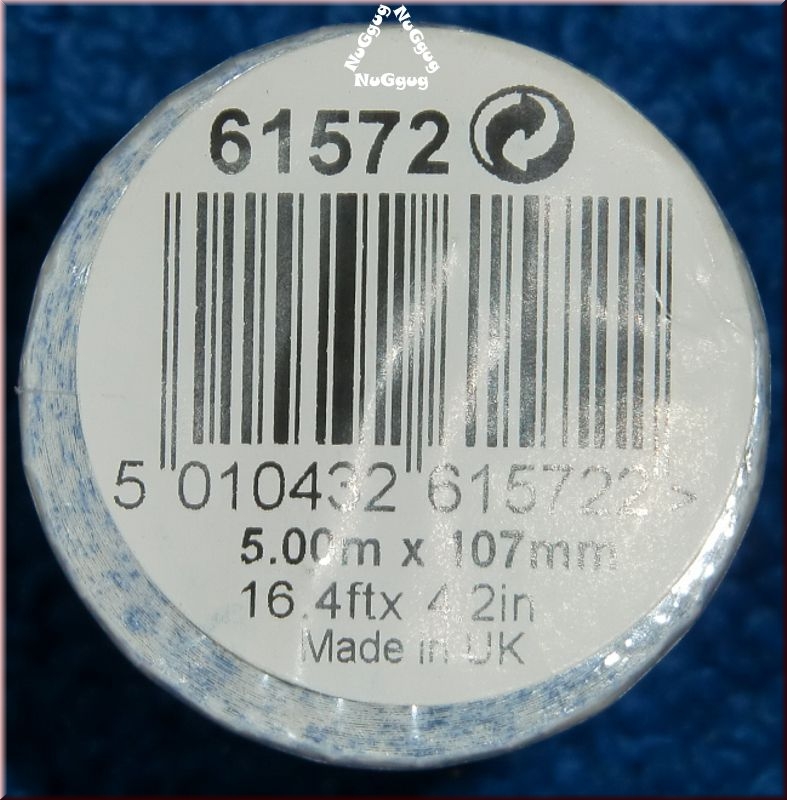 NuGgug NuGgug
NuGgug
61572
5 010432 615722 >
5.00m x 107mm
16.4ftx 4.2in
Made in UK